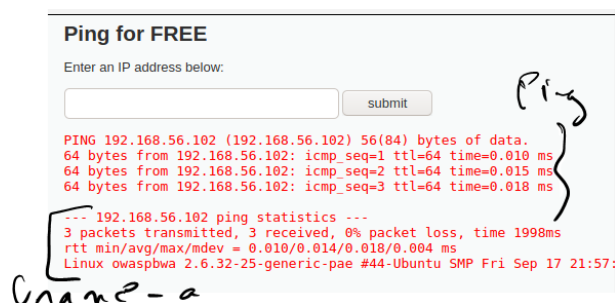 Ping for FREE
Enter an IP address below:
submit
Ping
PING 192.168.56.102 (192.168.56.102) 56(84) bytes of data.
64 bytes from 192.168.56.102: icmp_seq=1 ttl=64 time=0.010 ms
64 bytes from 192.168.56.102: icmp_seq=2 ttl=64 time=0.015 ms
64 bytes from 192.168.56.102: icmp_seq=3 ttl=64 time=0.018 ms
--- 192.168.56.102 ping statistics ---
3 packets transmitted, 3 received, 0% packet loss, time 1998ms
rtt min/avg/max/mdev = 0.010/0.014/0.018/0.004 ms
Linux owaspbwa 2.6.32-25-generic-pae #44-Ubuntu SMP Fri Sep 17 21:57:
uname -a